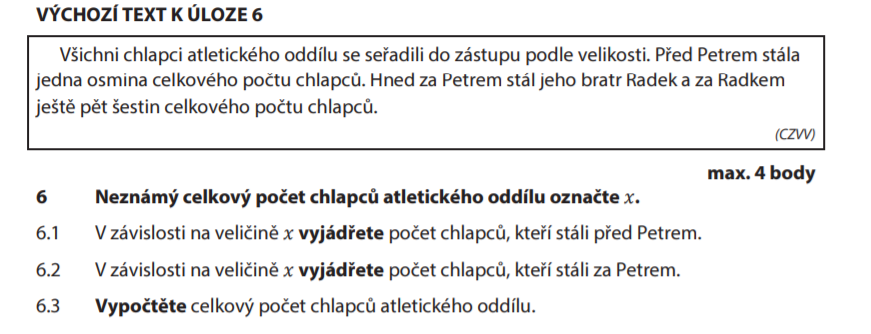 VÝCHOZÍ TEXT K ÚLOZE 6
Všichni chlapci atletického oddílu se seřadili do zástupu podle velikosti. Před Petrem stála
jedna osmina celkového počtu chlapců. Hned za Petrem stál jeho bratr Radek a za Radkem
ještě pět šestin celkového počtu chlapců.
(CZVV)
max. 4 body
6 Neznámý celkový počet chlapců atletického oddílu označte x.
6.1 V závislosti na veličině x vyjádřete počet chlapců, kteří stáli před Petrem.
6.2 V závislosti na veličině x vyjádřete počet chlapců, kteří stáli za Petrem.
6.3 Vypočtěte celkový počet chlapců atletického oddílu.